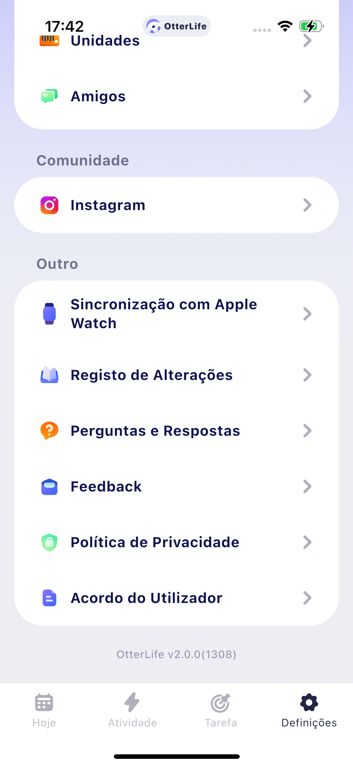 17:42
OtterLife
Unidades
Amigos
Comunidade
Instagram
Outro
Sincronização com Apple
Watch
Registo de Alterações
Perguntas e Respostas
Feedback
Política de Privacidade
Acordo do Utilizador
OtterLife v2.0.0(1308)
Hoje
Atividade
Tarefa
Definições